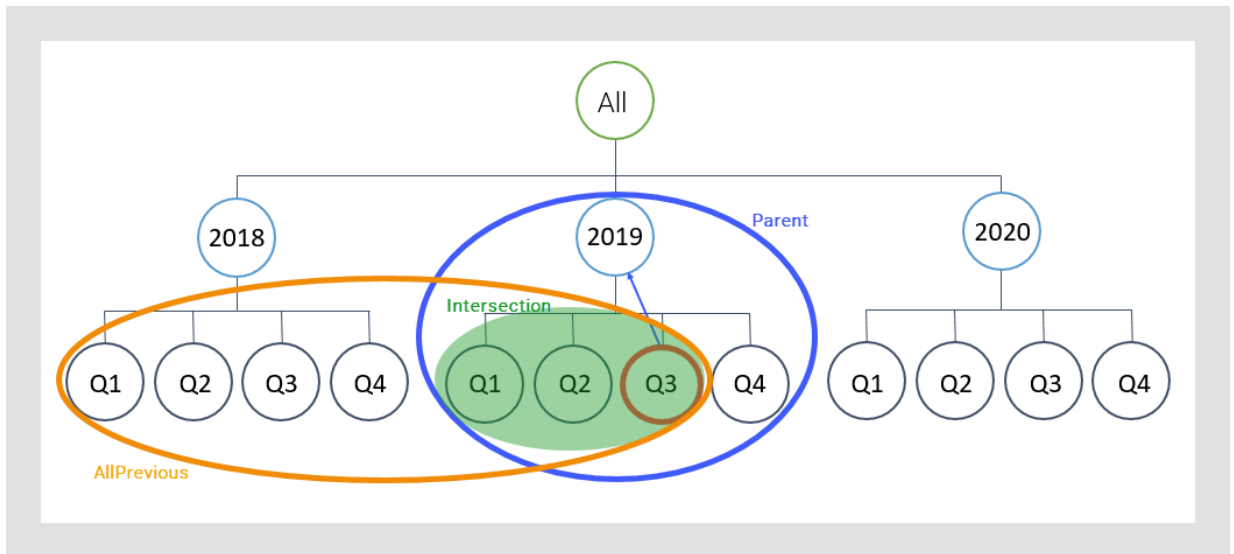 All
2018
2019
2020
Parent
Intersection
Q1 Q2 Q3 Q4 Q1 Q2 Q3 Q4 Q1 Q2 Q3 Q4
AllPrevious